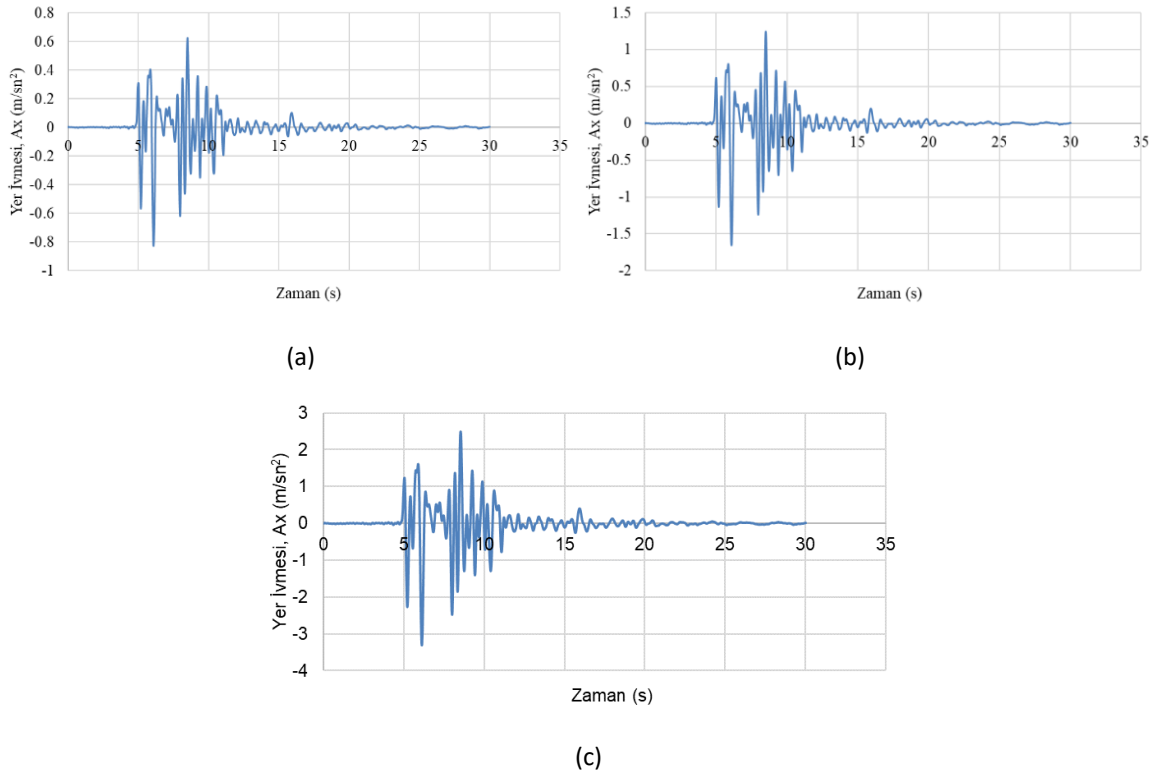 Yer İvmesi, Ax (m/sn²)
0.8
0.6
0.4
0.2
0
-0.2
-0.4
-0.6
-0.8
-1
0 5 10 15 20 25 30 35
Zaman (s)
(a)
Yer İvmesi, Ax (m/sn²)
1.5
1
0.5
0
-0.5
-1
-1.5
-2
0 5 10 15 20 25 30 35
Zaman (s)
(b)
Yer İvmesi, Ax (m/sn²)
3
2
1
0
-1
-2
-3
-4
0 5 10 15 20 25 30 35
Zaman (s)
(c)